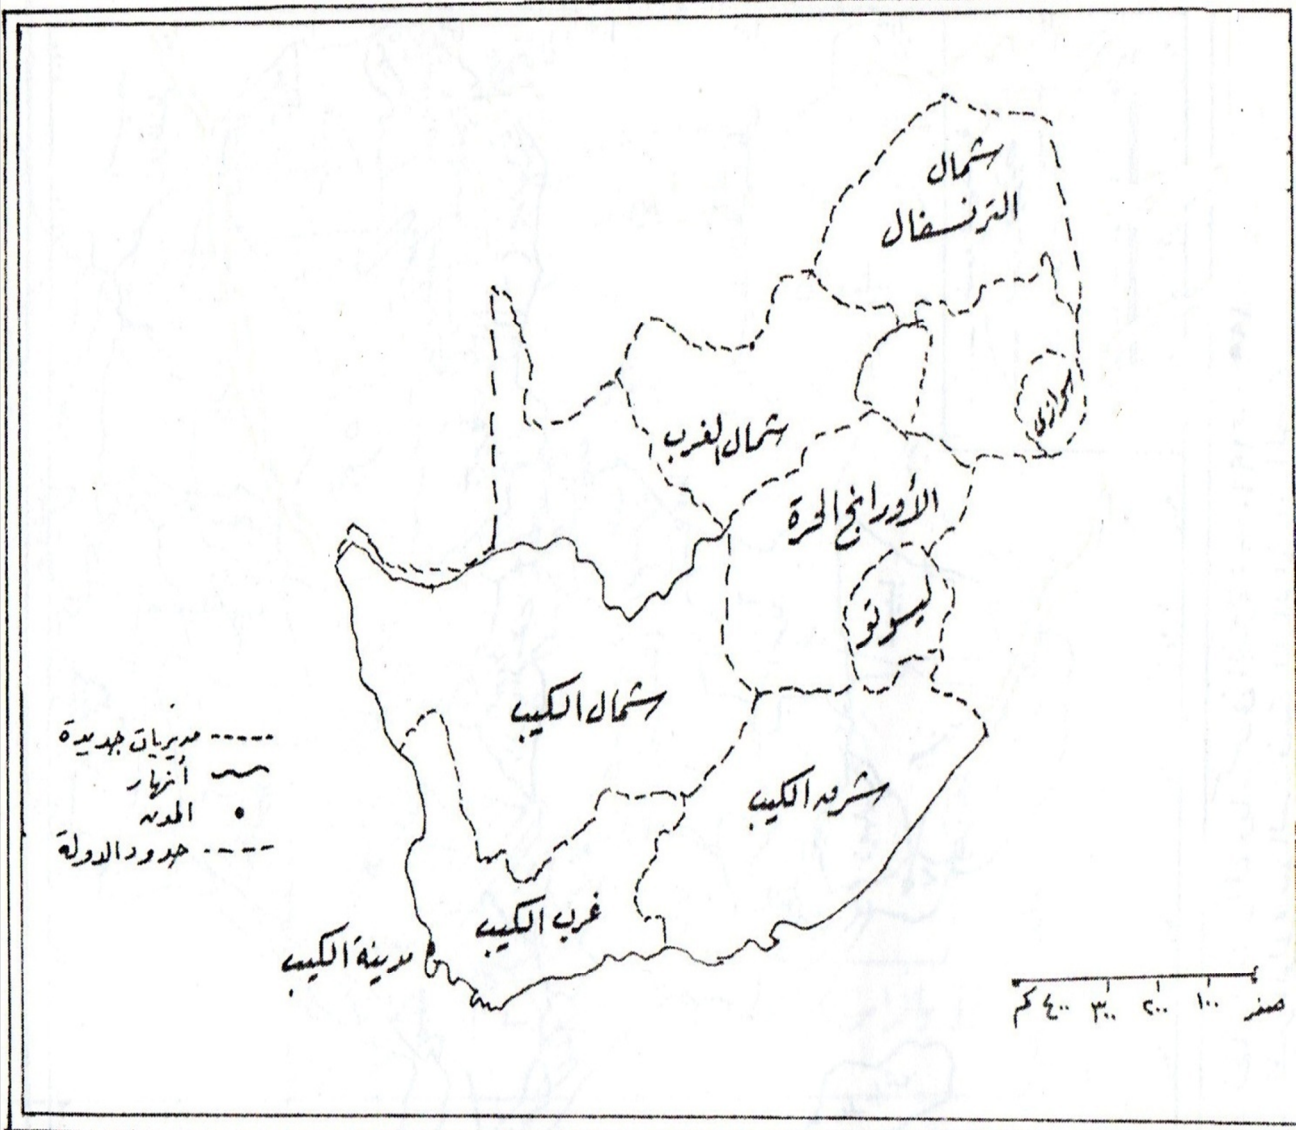 شمال
الترنسفال
شمال الغرب
الأورانج الحرة
ليسوتو
شمال الكيب
شرق الكيب
غرب الكيب
مدينة الكيب
مديريات جديدة
أنهار
المدن
حدود الدولة
صفر ١٠٠ ٢٠٠ ٣٠٠ ٤٠٠ كم